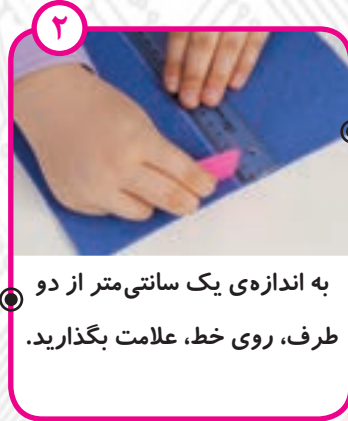 ۲
به اندازه‌ی یک سانتی‌متر از دو
طرف، روی خط، علامت بگذارید.